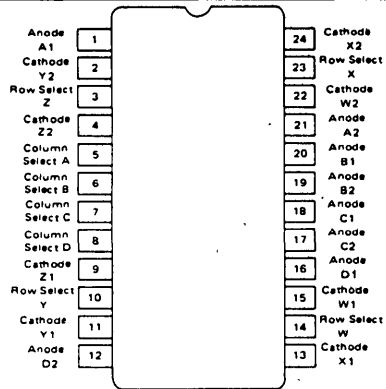 Anode
A1
1
Cathode
Y2
2
Row Select
Z
3
Cathode
Z2
4
Column
Select A
5
Column
Select B
6
Column
Select C
7
Column
Select D
8
Cathode
Z1
9
Row Select
Y
10
Cathode
Y1
11
Anode
D2
12
24
Cathode
X2
23
Row Select
X
22
Cathode
W2
21
Anode
A2
20
Anode
B1
19
Anode
B2
18
Anode
C1
17
Anode
C2
16
Anode
D1
15
Cathode
W1
14
Row Select
W
13
Cathode
X1